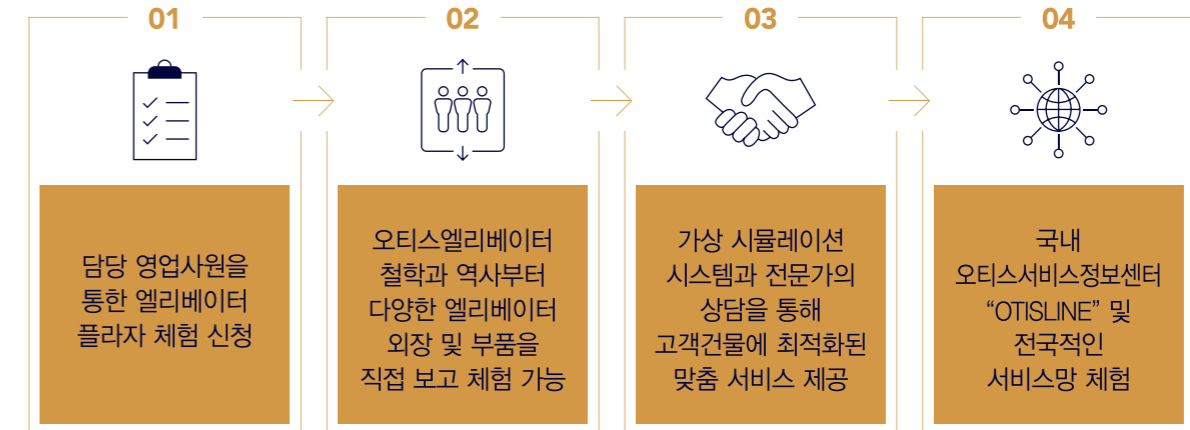 01
담당 영업사원을
통한 엘리베이터
플라자 체험 신청
02
오티스엘리베이터
철학과 역사부터
다양한 엘리베이터
외장 및 부품을
직접 보고 체험 가능
03
가상 시뮬레이션
시스템과 전문가의
상담을 통해
고객건물에 최적화된
맞춤 서비스 제공
04
국내
오티스서비스정보센터
“OTISLINE” 및
전국적인
서비스망 체험